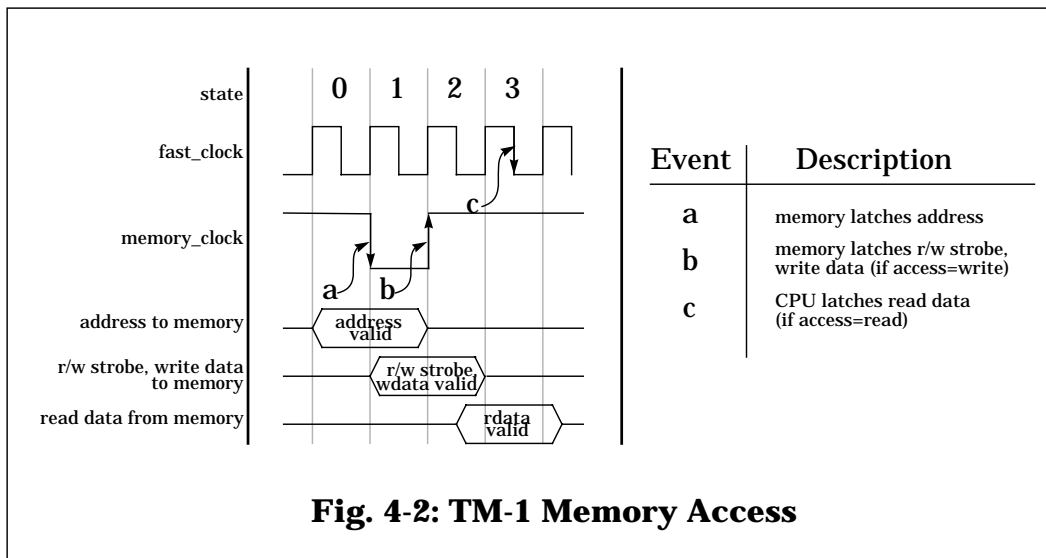 state 0 1 2 3
fast_clock
c
memory_clock
a b
address to memory
address
valid
r/w strobe, write data
to memory
r/w strobe,
wdata valid
read data from memory
rdata
valid
Event Description
a memory latches address
b memory latches r/w strobe,
write data (if access=write)
c CPU latches read data
(if access=read)
Fig. 4-2: TM-1 Memory Access